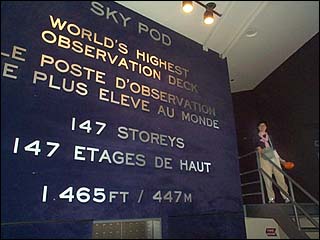 SKY POD
WORLD'S HIGHEST
OBSERVATION DECK
LE POSTE D'OBSERVATION
E PLUS ELEVE AU MONDE
147 STOREYS
147 ETAGES DE HAUT
1.465FT / 447M